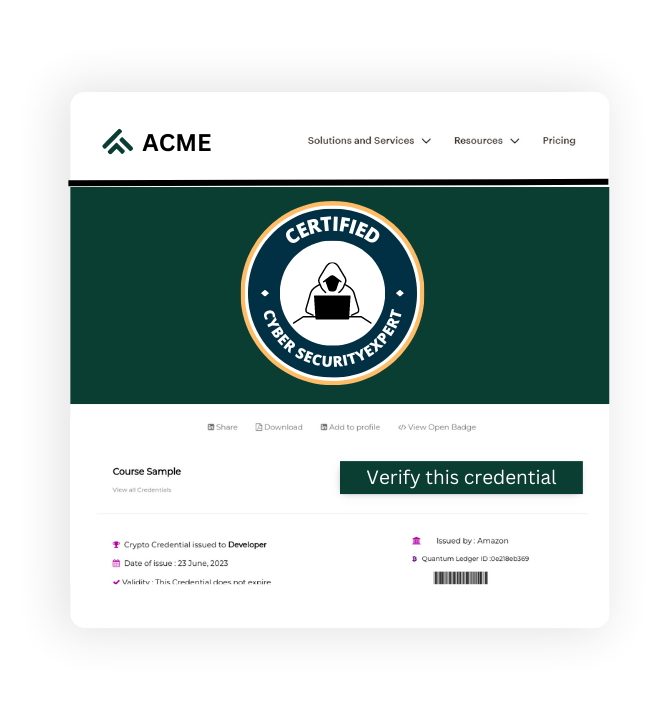 ACME
Solutions and Services
Resources
Pricing
CERTIFIED
CYBER SECURITYEXPERT
Share
Download
Add to profile
View Open Badge
Course Sample
Verify this credential
View all Credentials
Crypto Credential issued to Developer
Issued by : Amazon
Date of Issue : 23 June, 2023
Quantum Ledger ID :0e218eb369
Validity : This Credential does not expire